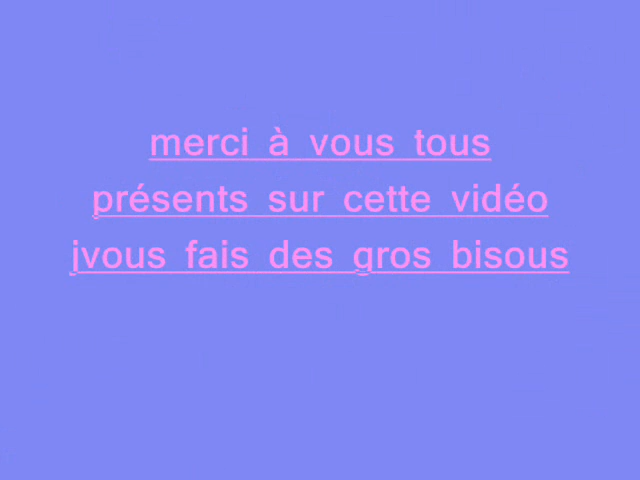 merci à vous tous
présents sur cette vidéo
jvous fais des gros bisous